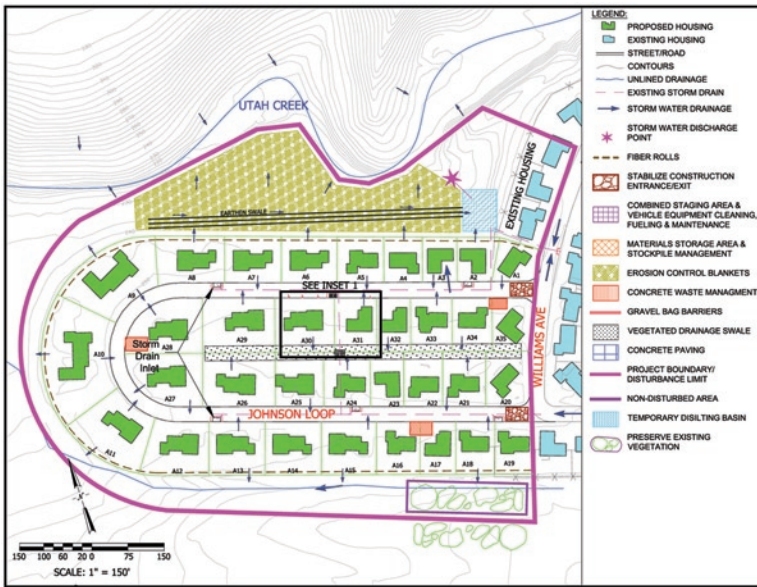 UTAH CREEK
EXISTING HOUSING
EARTHEN SWALE
A8
A7
A6
A5
A4
A3
A2
A1
SEE INSET 1
A9
A10
A28
Storm
Drain
Inlet
A29
A30
A31
A32
A33
A34
A35
WILLIAMS AVE
A27
A26
A25
A24
A23
A22
A21
A20
JOHNSON LOOP
A11
A12
A13
A14
A15
A16
A17
A18
A19
150 100 60 20 0 75 150
SCALE: 1" = 150'
LEGEND:
PROPOSED HOUSING
EXISTING HOUSING
STREET/ROAD
CONTOURS
UNLINED DRAINAGE
EXISTING STORM DRAIN
STORM WATER DRAINAGE
STORM WATER DISCHARGE
POINT
FIBER ROLLS
STABILIZE CONSTRUCTION
ENTRANCE/EXIT
COMBINED STAGING AREA &
VEHICLE EQUIPMENT CLEANING,
FUELING & MAINTENANCE
MATERIALS STORAGE AREA &
STOCKPILE MANAGEMENT
EROSION CONTROL BLANKETS
CONCRETE WASTE MANAGMENT
GRAVEL BAG BARRIERS
VEGETATED DRAINAGE SWALE
CONCRETE PAVING
PROJECT BOUNDARY/
DISTURBANCE LIMIT
NON-DISTURBED AREA
TEMPORARY DISILTING BASIN
PRESERVE EXISTING
VEGETATION